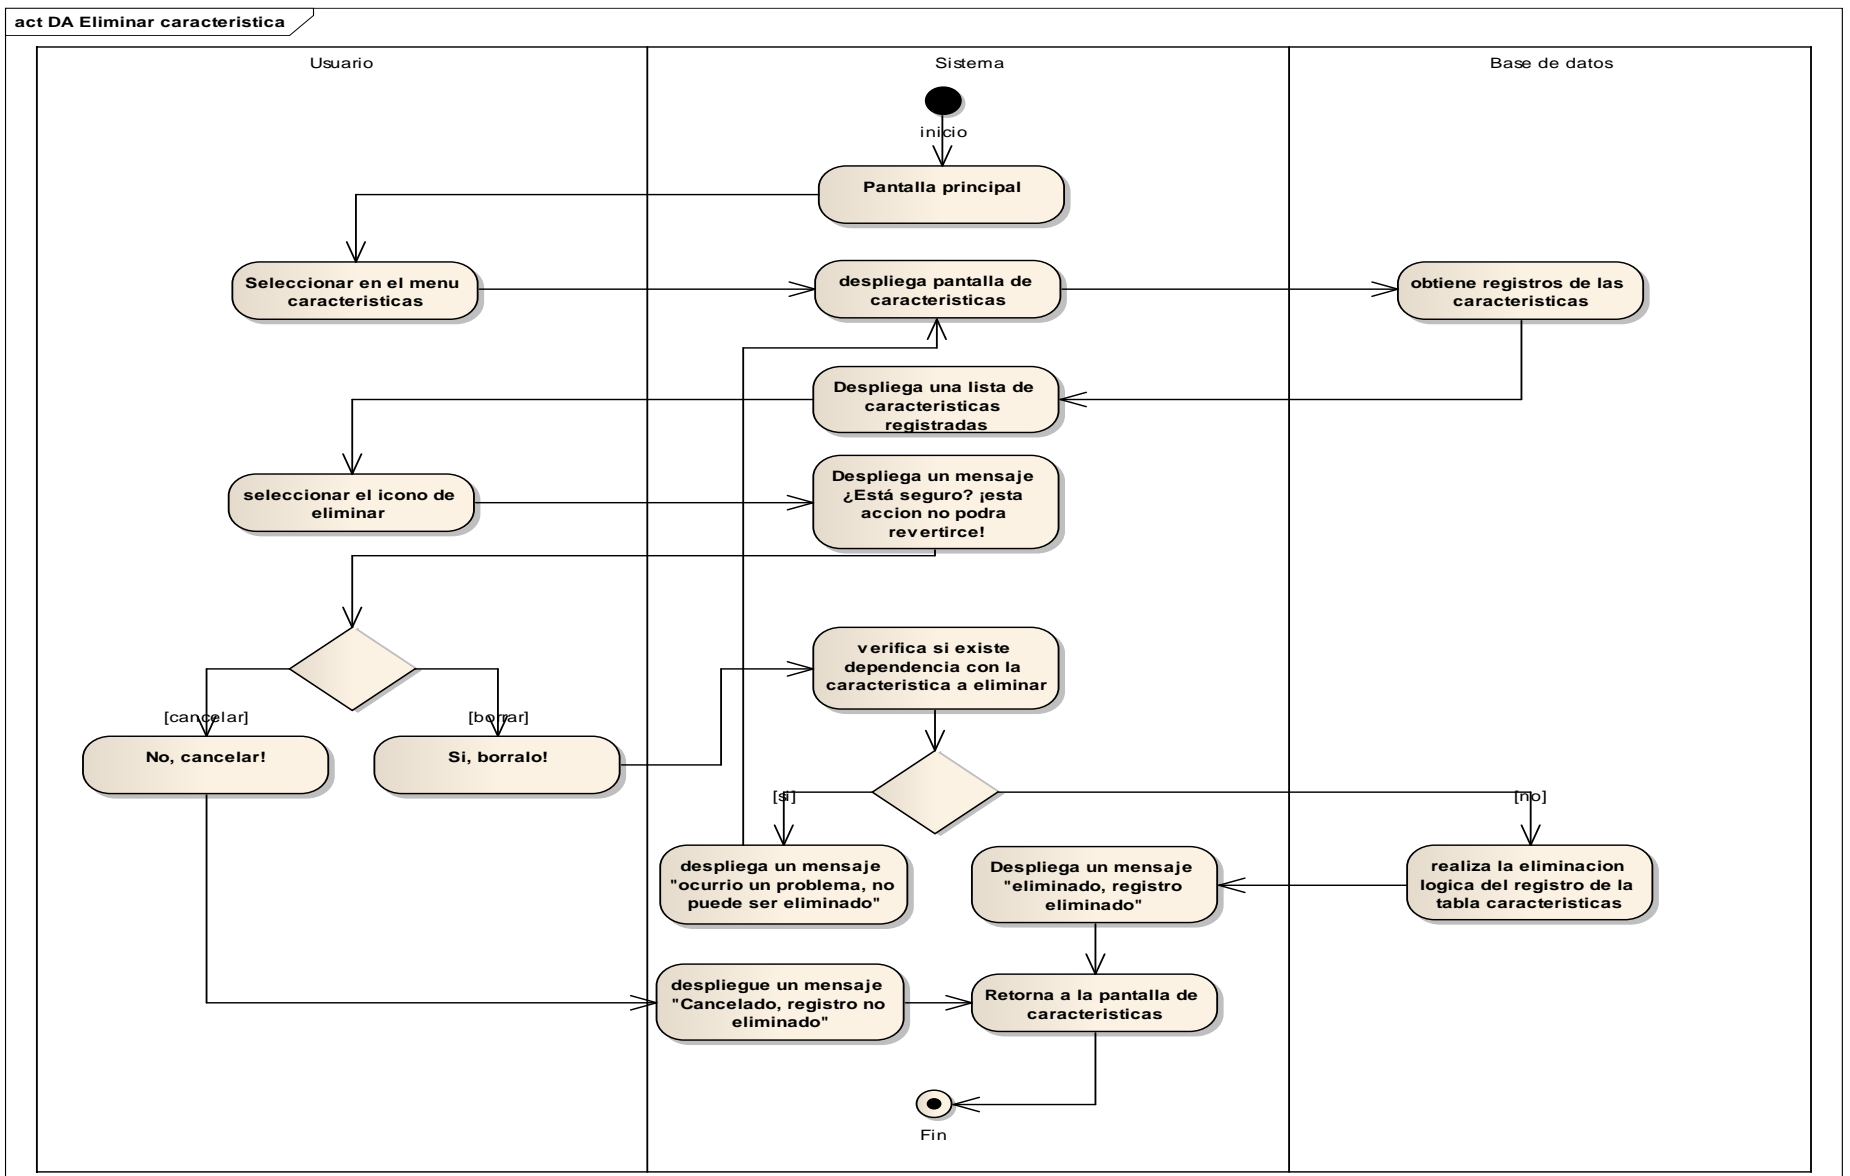 act DA Eliminar caracteristica
Usuario
Sistema
Base de datos
inicio
Pantalla principal
Seleccionar en el menu
caracteristicas
despliega pantalla de
caracteristicas
obtiene registros de las
caracteristicas
Despliega una lista de
caracteristicas
registradas
seleccionar el icono de
eliminar
Despliega un mensaje
¿Está seguro? ¡esta
accion no podra
revertirce!
verifica si existe
dependencia con la
caracteristica a eliminar
[cancelar]
[borrar]
No, cancelar!
Si, borralo!
[si]
[no]
despliega un mensaje
"ocurrio un problema, no
puede ser eliminado"
Despliega un mensaje
"eliminado, registro
eliminado"
realiza la eliminacion
logica del registro de la
tabla caracteristicas
despliegue un mensaje
"Cancelado, registro no
eliminado"
Retorna a la pantalla de
caracteristicas
Fin